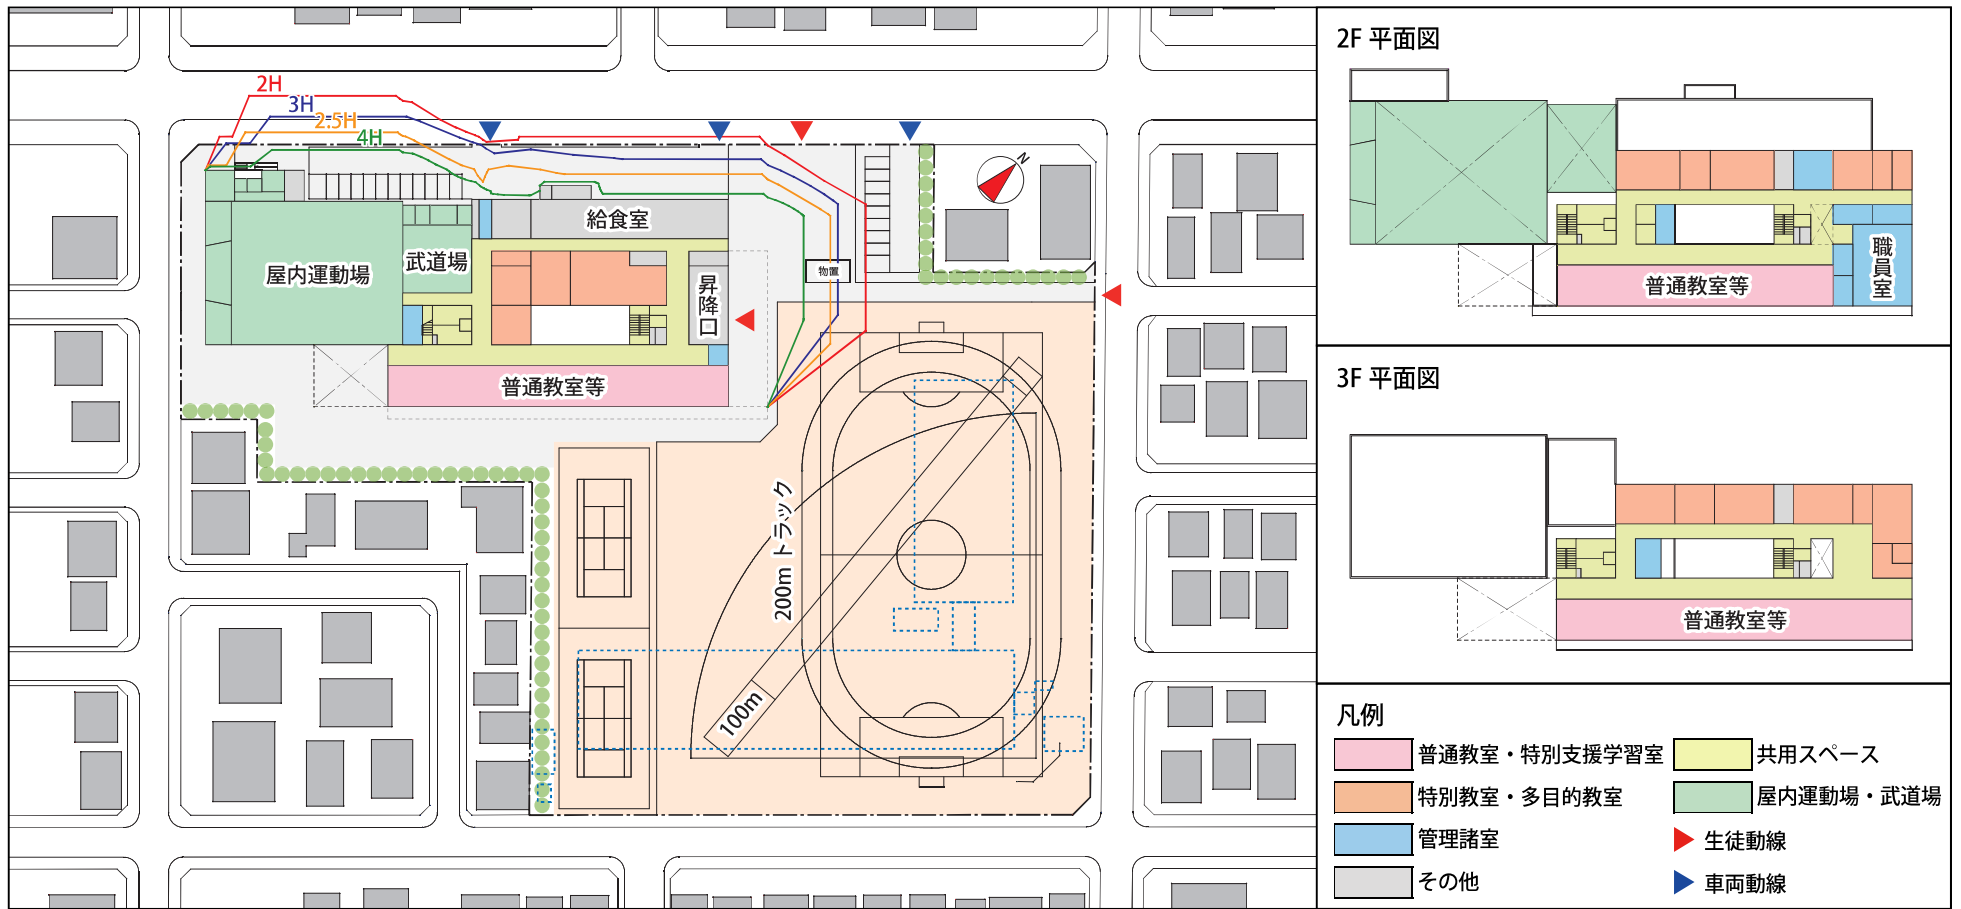 2H
3H
2.5H
4H
N
給食室
武道場
屋内運動場
昇降口
物置
普通教室等
200m トラック
100m
2F 平面図
職員室
普通教室等
3F 平面図
普通教室等
凡例
普通教室・特別支援学習室
共用スペース
特別教室・多目的教室
屋内運動場・武道場
管理諸室
生徒動線
その他
車両動線